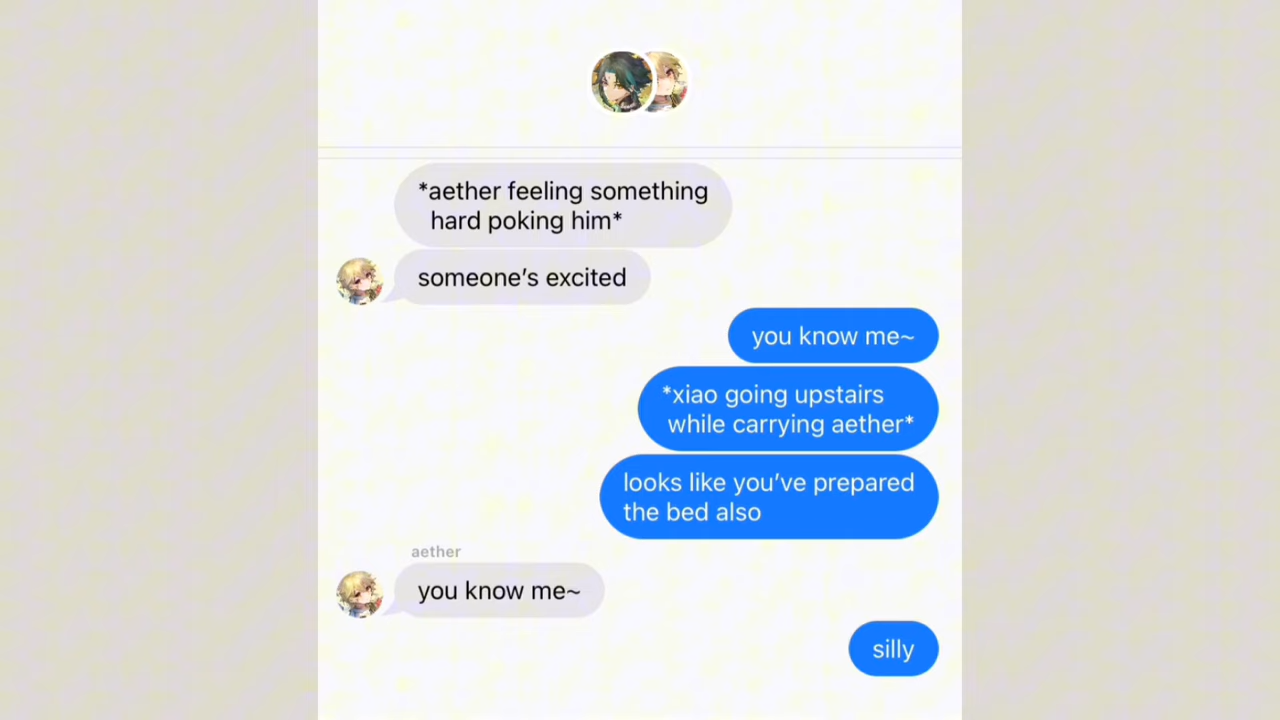 *aether feeling something
hard poking him*
someone's excited
you know me~
*xiao going upstairs
while carrying aether*
looks like you've prepared
the bed also
aether
you know me~
silly